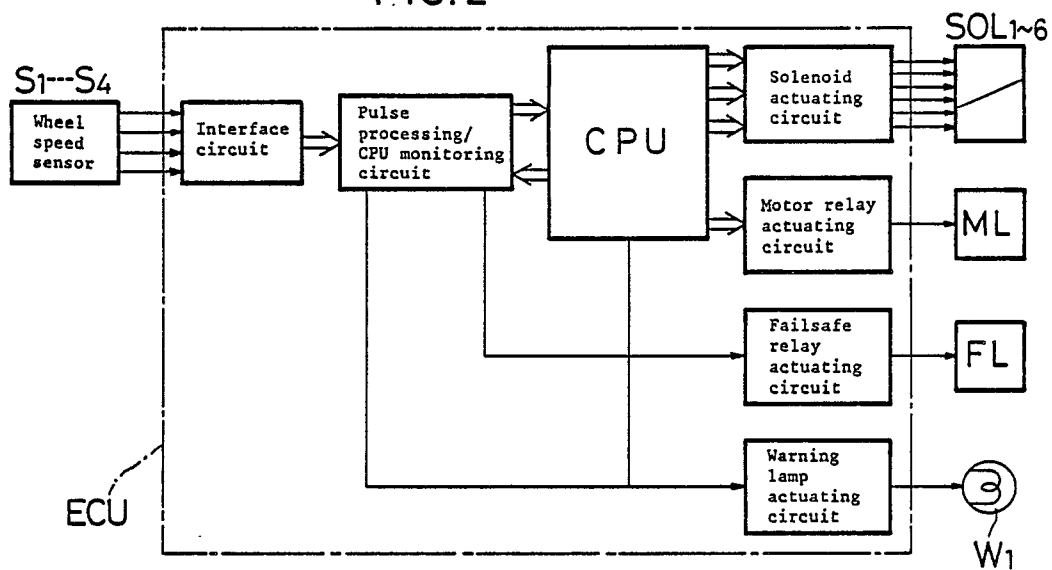 SOL1~6
S1---S4
Wheel
speed
sensor
Interface
circuit
Pulse
processing/
CPU monitoring
circuit
CPU
Solenoid
actuating
circuit
Motor relay
actuating
circuit
ML
Failsafe
relay
actuating
circuit
FL
Warning
lamp
actuating
circuit
ECU
W1